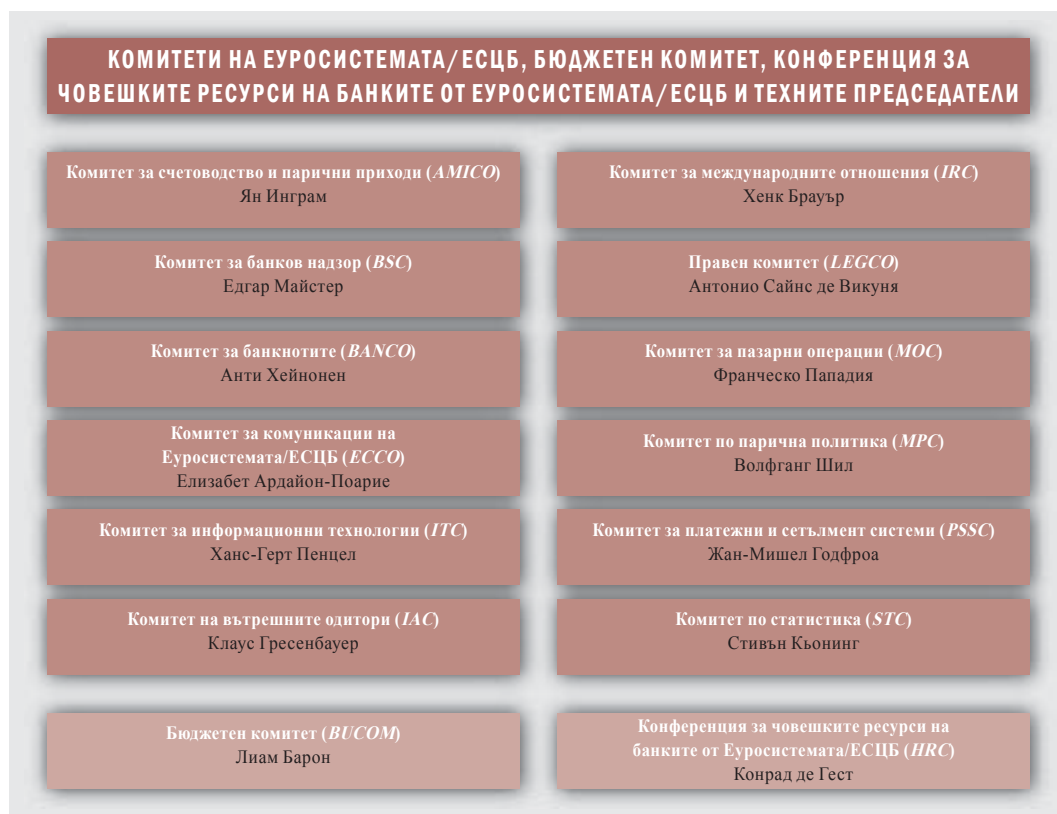 КОМИТЕТИ НА ЕУРОСИСТЕМАТА/ЕСЦБ, БЮДЖЕТЕН КОМИТЕТ, КОНФЕРЕНЦИЯ ЗА
ЧОВЕШКИТЕ РЕСУРСИ НА БАНКИТЕ ОТ ЕУРОСИСТЕМАТА/ЕСЦБ И ТЕХНИТЕ ПРЕДСЕДАТЕЛИ
Комитет за счетоводство и парични приходи (AMICO)
Ян Инграм
Комитет за международните отношения (IRC)
Хенк Брауър
Комитет за банков надзор (BSC)
Едгар Майстер
Правен комитет (LEGCO)
Антонио Сайнс де Викуня
Комитет за банкнотите (BANCO)
Анти Хейнонен
Комитет за пазарни операции (MOC)
Франческо Пападия
Комитет за комуникации на
Еуросистемата/ЕСЦБ (ECCO)
Елизабет Ардайон-Поарие
Комитет по парична политика (MPC)
Волфганг Шил
Комитет за информационни технологии (ITC)
Ханс-Герт Пенцел
Комитет за платежни и сетълмент системи (PSSC)
Жан-Мишел Годфроа
Комитет на вътрешните одитори (IAC)
Клаус Гресенбауер
Комитет по статистика (STC)
Стивън Кьонинг
Бюджетен комитет (BUCOM)
Лиам Барон
Конференция за човешките ресурси на
банките от Еуросистемата/ЕСЦБ (HRC)
Конрад де Гест